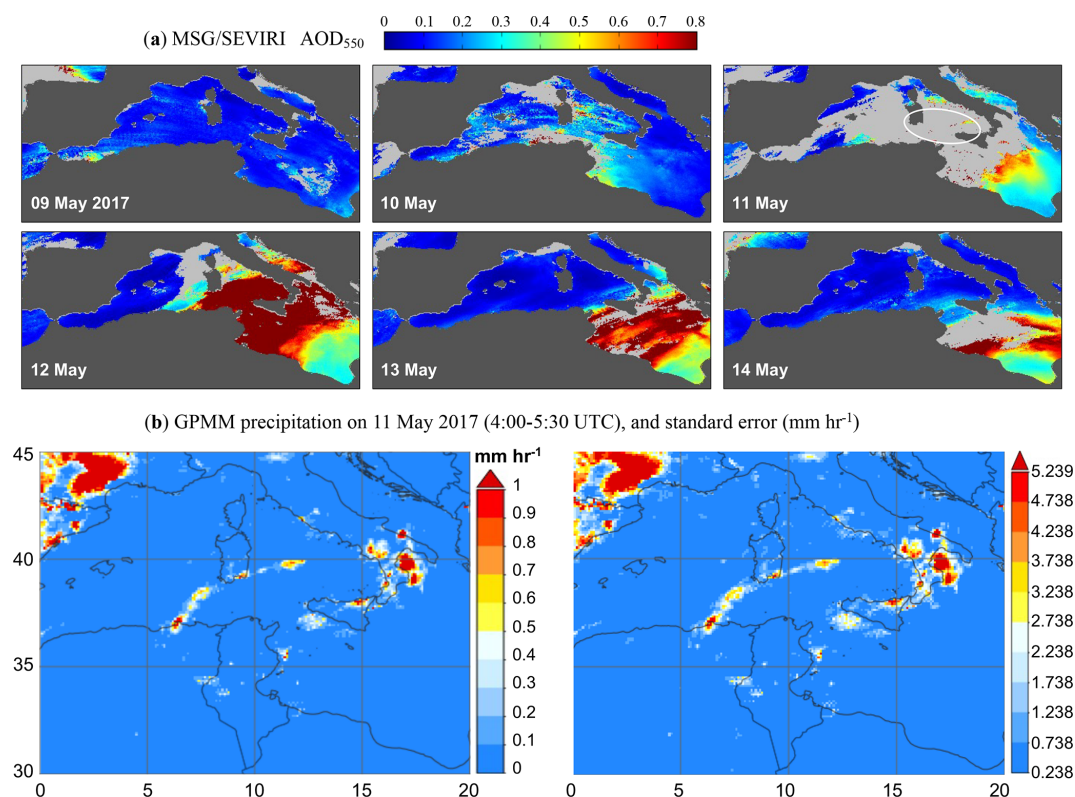 0 0.1 0.2 0.3 0.4 0.5 0.6 0.7 0.8
(a) MSG/SEVIRI AOD550
09 May 2017
10 May
11 May
12 May
13 May
14 May
(b) GPMM precipitation on 11 May 2017 (4:00-5:30 UTC), and standard error (mm hr-1)
mm hr-1
45
40
35
30
0 5 10 15 20
1
0.9
0.8
0.7
0.6
0.5
0.4
0.3
0.2
0.1
0
5.239
4.738
4.238
3.738
3.238
2.738
2.238
1.738
1.238
0.738
0.238
0 5 10 15 20